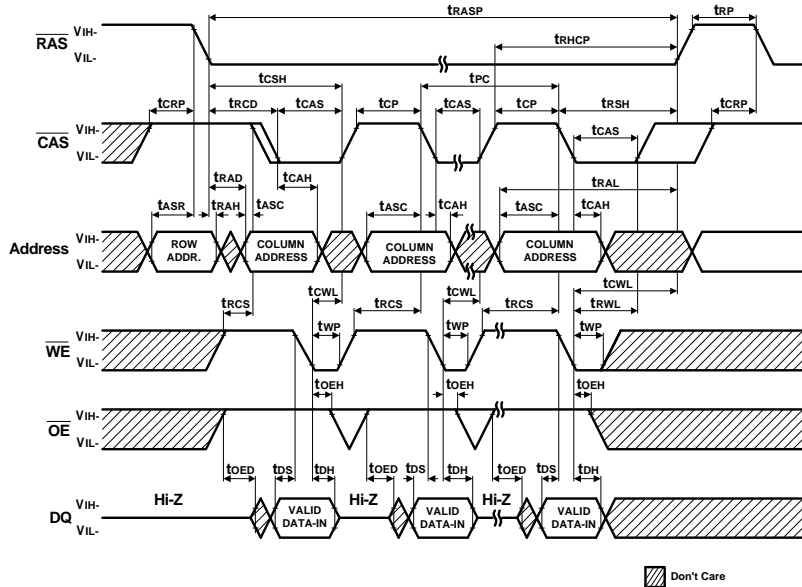 tRASP tRP
VIH-
RAS
VIL-
tRHCP
tCSH tPC
tCRP tRCD tCAS tCP tCAS tCP tRSH tCRP
VIH-
CAS
VIL-
tCAS
tRAD tCAH tRAL
tASR tRAH tASC tASC tCAH tASC tCAH
VIH-
Address
VIL-
ROW ADDR.
COLUMN ADDRESS
COLUMN ADDRESS
COLUMN ADDRESS
tCWL tCWL tCWL
tRCS tRCS tRCS tRWL
VIH-
WE
VIL-
tWP tWP tWP
tOEH tOEH tOEH
VIH-
OE
VIL-
tOED tDS tDH tOED tDS tDH tOED tDS tDH
Hi-Z Hi-Z Hi-Z
VIH-
DQ
VIL-
VALID DATA-IN
VALID DATA-IN
VALID DATA-IN
Don't Care